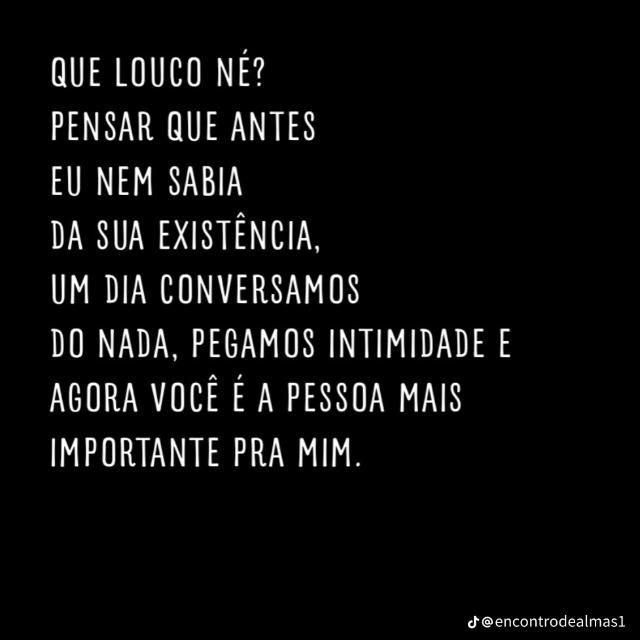 QUE LOUCO NÉ?
PENSAR QUE ANTES
EU NEM SABIA
DA SUA EXISTÊNCIA,
UM DIA CONVERSAMOS
DO NADA, PEGAMOS INTIMIDADE E
AGORA VOCÊ É A PESSOA MAIS
IMPORTANTE PRA MIM.
@encontrodealmas1